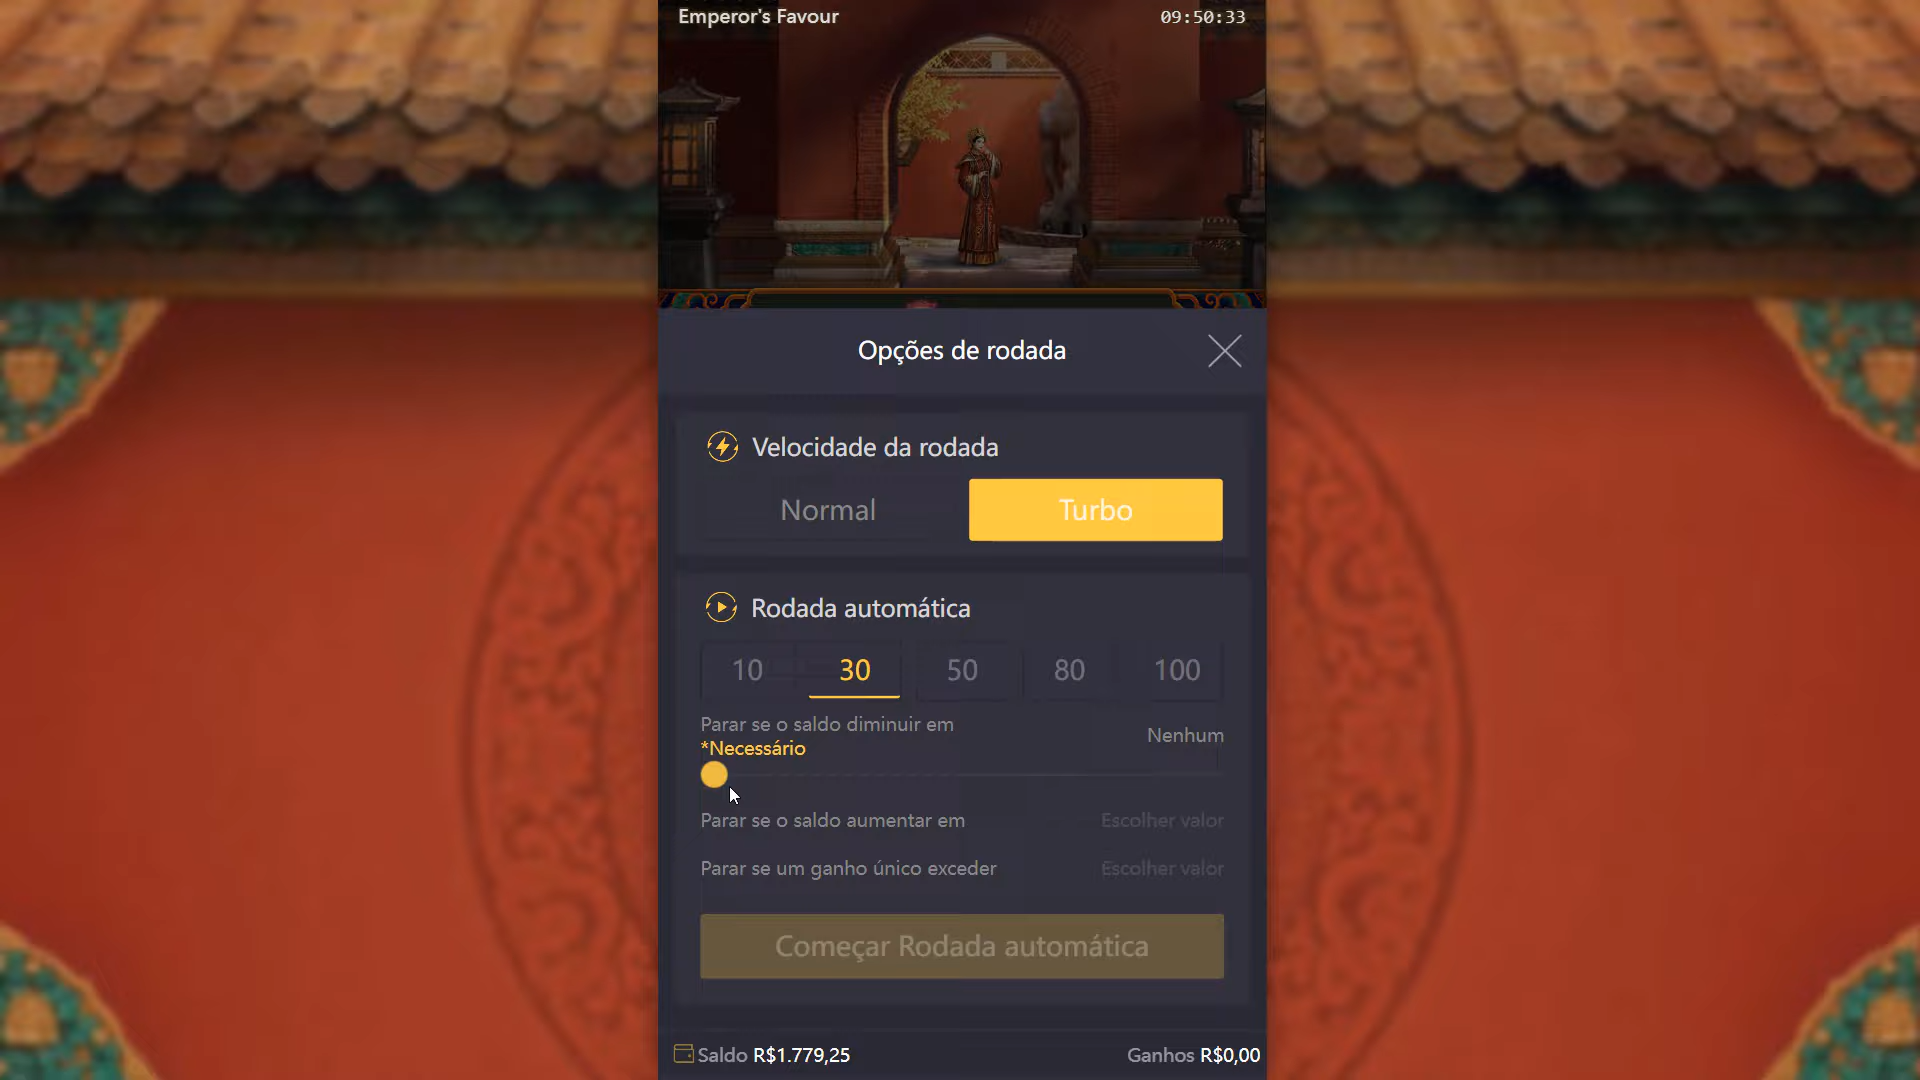 Emperor's Favour
09:50:33
Opções de rodada
Velocidade da rodada
Normal
Turbo
Rodada automática
10
30
50
80
100
Parar se o saldo diminuir em
*Necessário
Nenhum
Parar se o saldo aumentar em
Escolher valor
Parar se um ganho único exceder
Escolher valor
Começar Rodada automática
Saldo R$1.779,25
Ganhos R$0,00